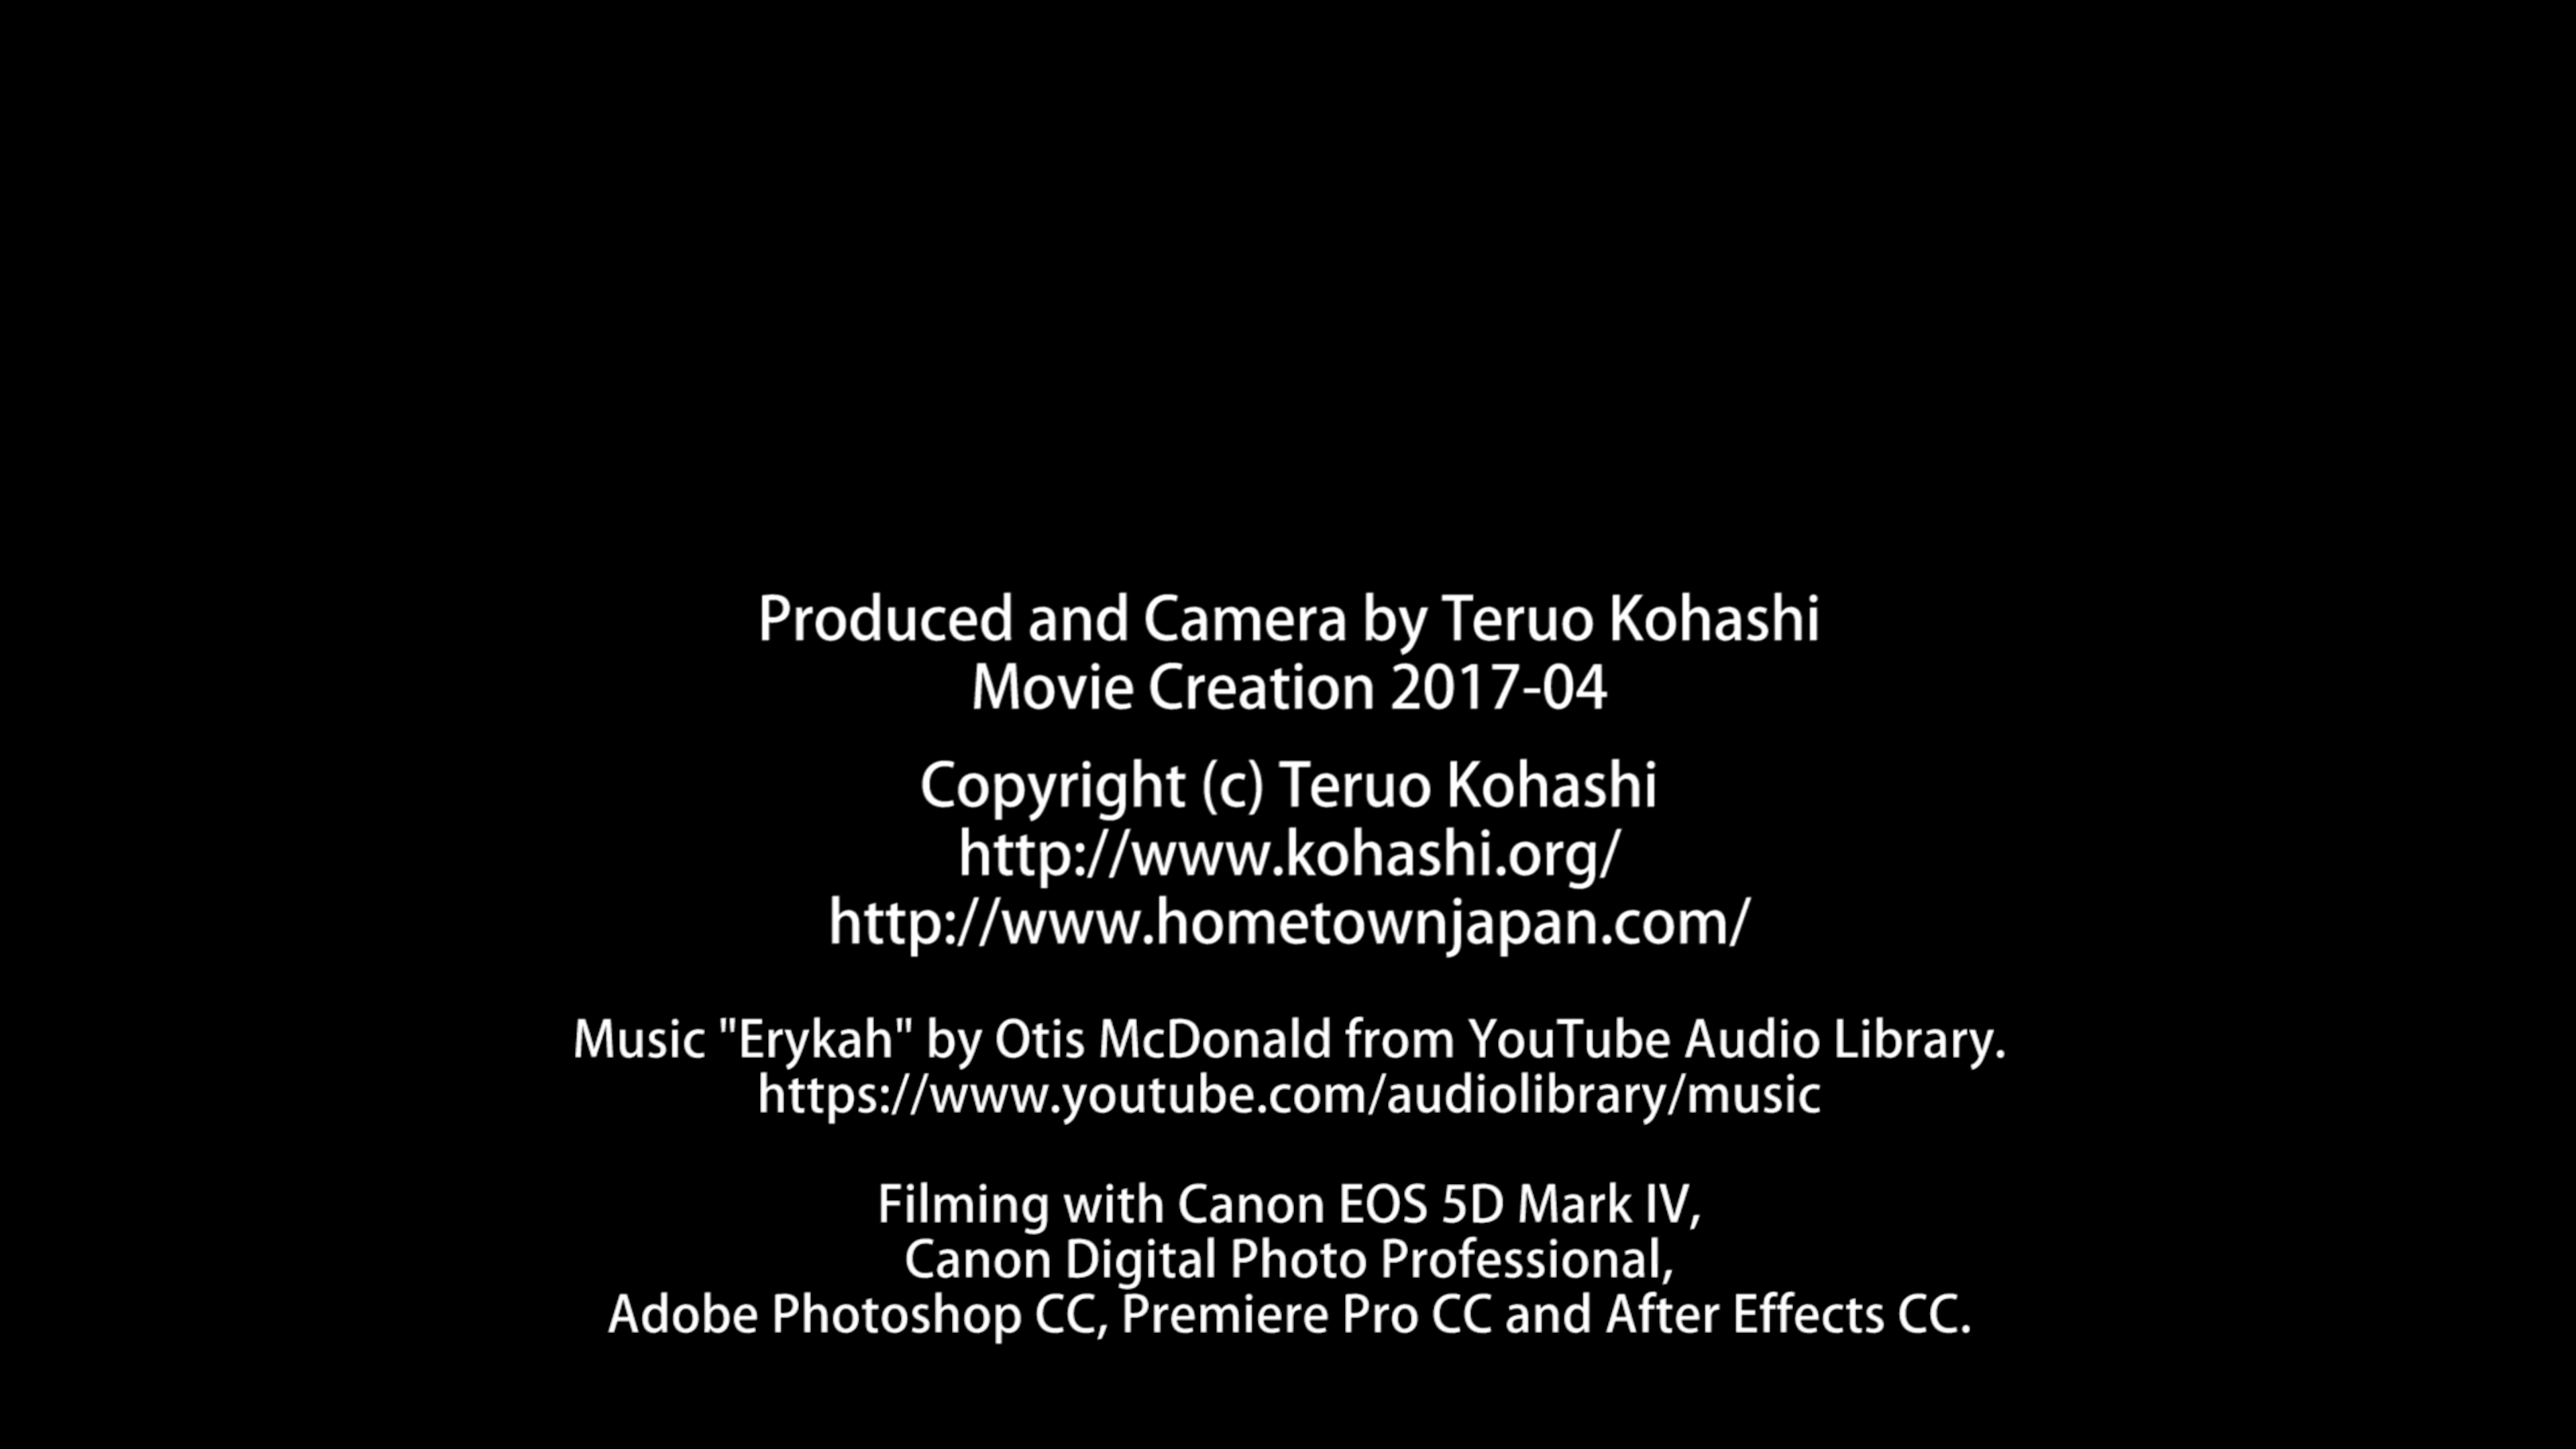 Produced and Camera by Teruo Kohashi
Movie Creation 2017-04
Copyright (c) Teruo Kohashi
http://www.kohashi.org/
http://www.hometownjapan.com/
Music "Erykah" by Otis McDonald from YouTube Audio Library.
https://www.youtube.com/audiolibrary/music
Filming with Canon EOS 5D Mark IV,
Canon Digital Photo Professional,
Adobe Photoshop CC, Premiere Pro CC and After Effects CC.